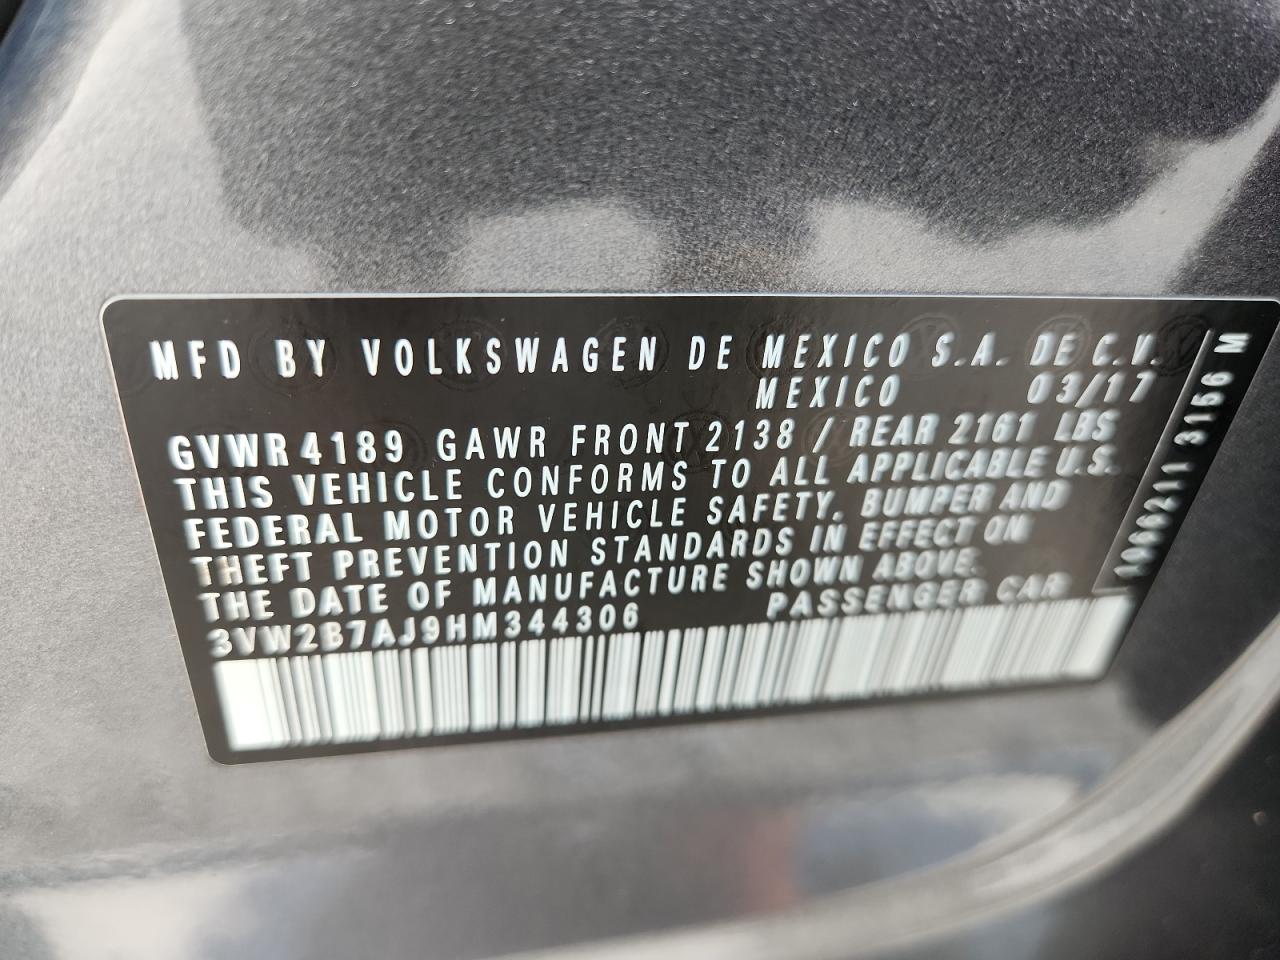 MFD BY VOLKSWAGEN DE MEXICO S.A. DE C.V.
MEXICO 03/17
GVWR 4189 GAWR FRONT 2138 / REAR 2161 LBS
THIS VEHICLE CONFORMS TO ALL APPLICABLE U.S.
FEDERAL MOTOR VEHICLE SAFETY, BUMPER AND
THEFT PREVENTION STANDARDS IN EFFECT ON
THE DATE OF MANUFACTURE SHOWN ABOVE.
3VW2B7AJ9HM344306 PASSENGER CAR
3156 M